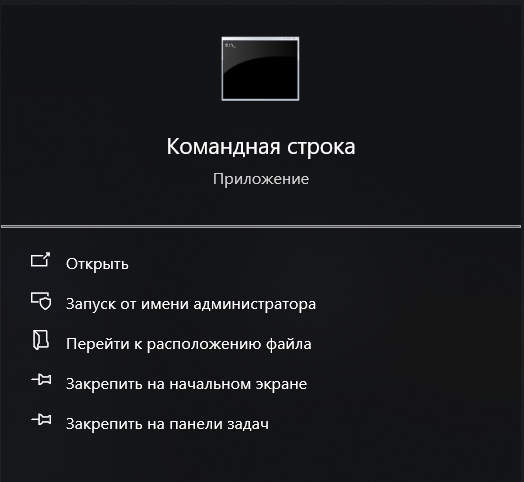 Командная строка
Приложение
Открыть
Запуск от имени администратора
Перейти к расположению файла
Закрепить на начальном экране
Закрепить на панели задач